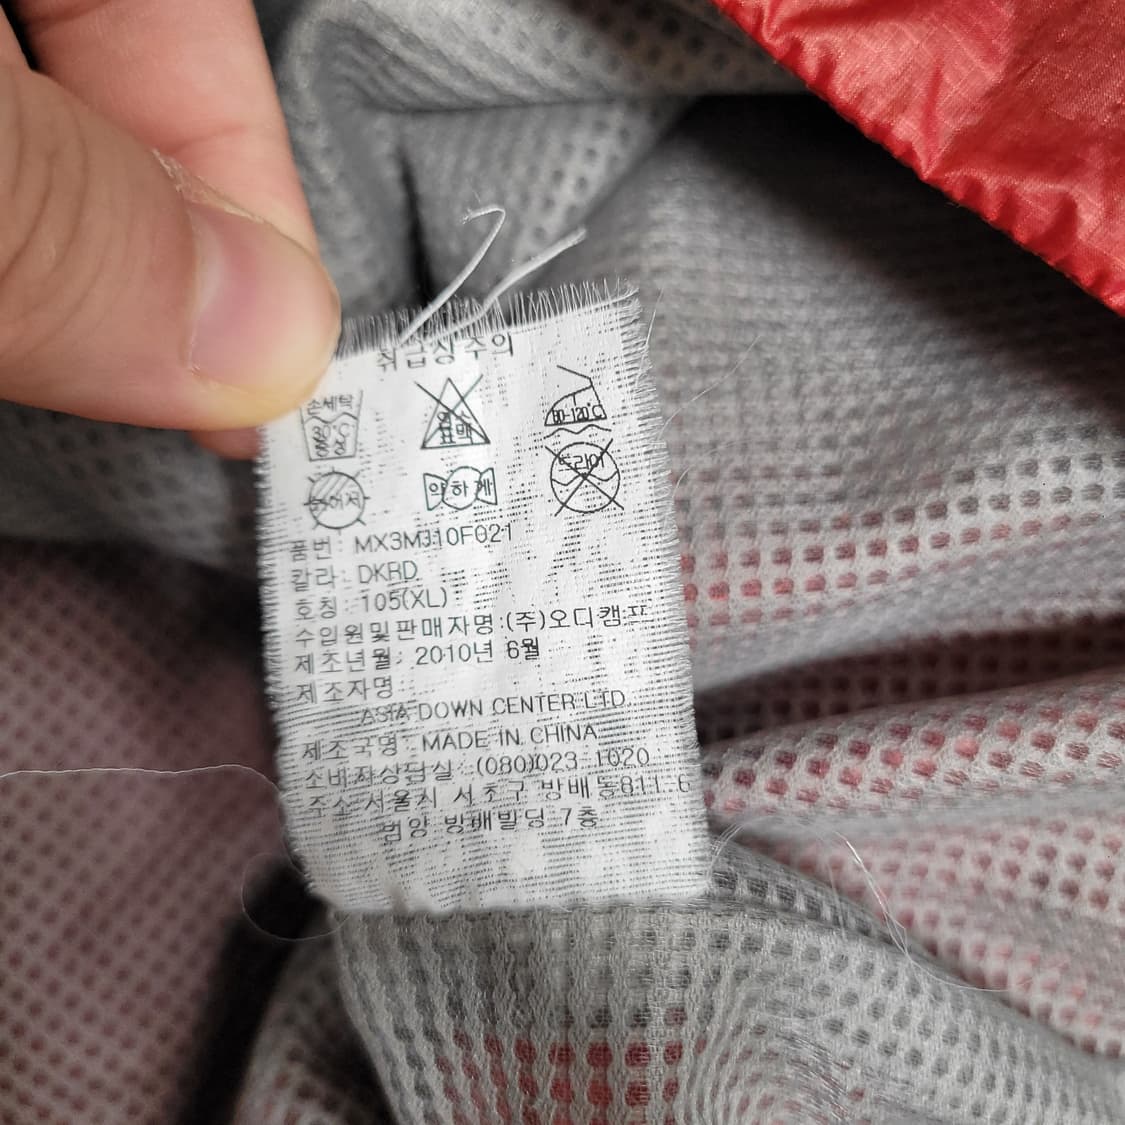 취급상주의
손세탁 염소표백 80-120℃
30℃
중성
드라이
뉘어서 약하게
품번: MX3M310F021
칼라: DKRD
호칭: 105(XL)
수입원및판매자명:(주)오디캠프
제조년월: 2010년 6월
제조자명:
ASIA DOWN CENTER LTD.
제조국명: MADE IN CHINA
소비자상담실: (080)023-1020
주소:서울시 서초구 방배동811-6
범양 방배빌딩 7층